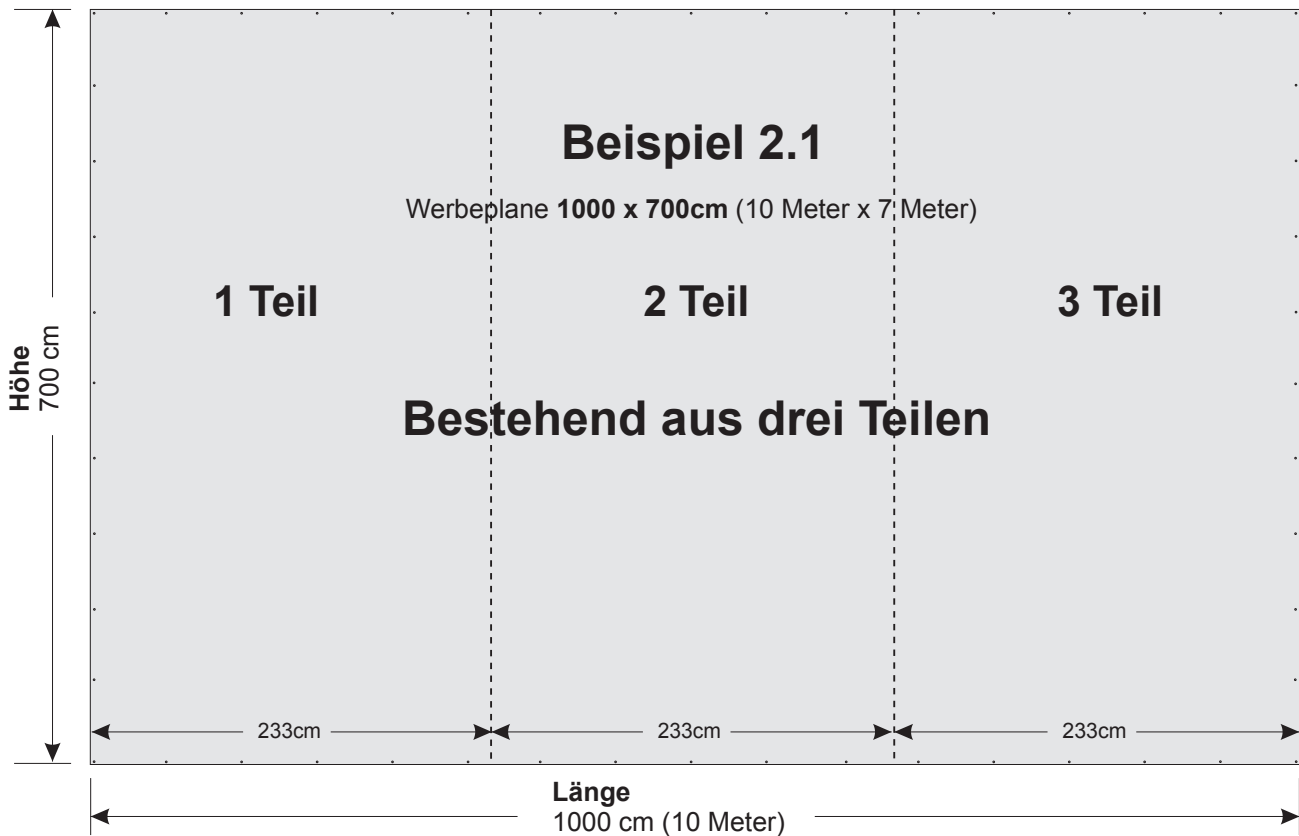 Beispiel 2.1
Werbeplane 1000 x 700cm (10 Meter x 7 Meter)
1 Teil
2 Teil
3 Teil
Höhe
700 cm
Bestehend aus drei Teilen
233cm
233cm
233cm
Länge
1000 cm (10 Meter)